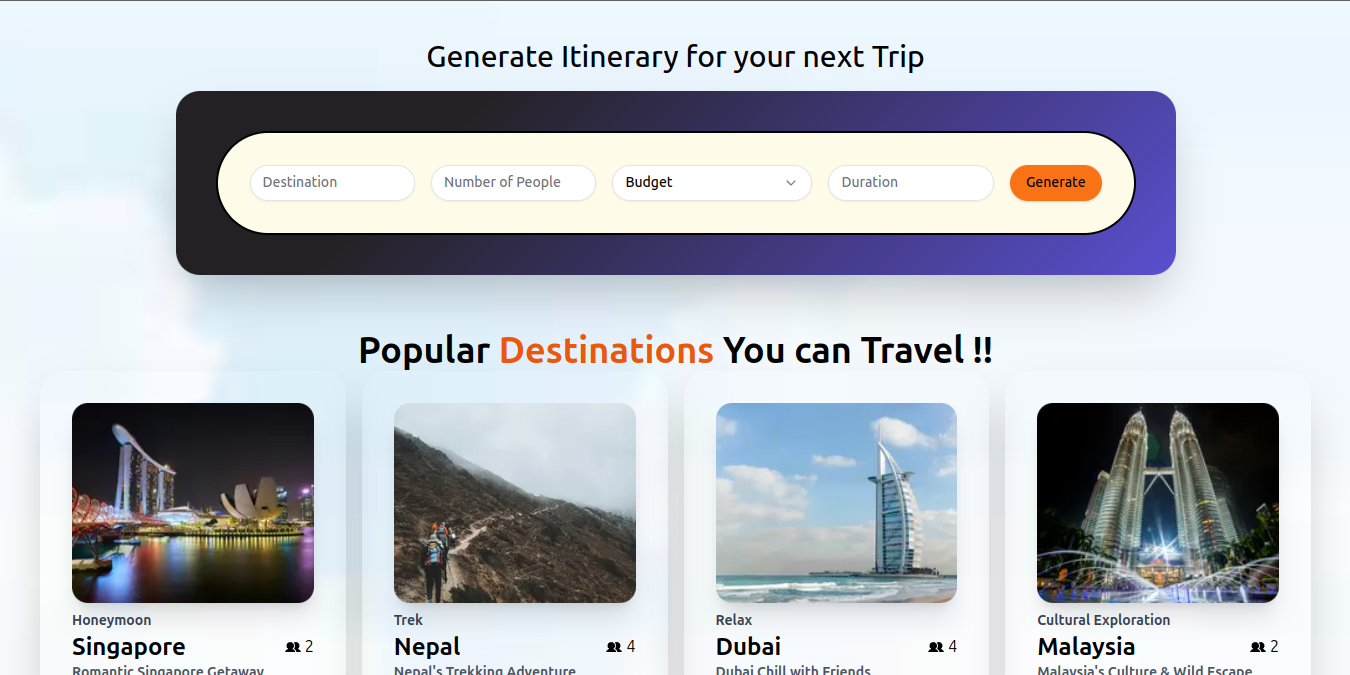 Generate Itinerary for your next Trip
Destination Number of People Budget Duration Generate
Popular Destinations You can Travel !!
Honeymoon Trek Relax Cultural Exploration
Singapore 2 Nepal 4 Dubai 4 Malaysia 2
Romantic Singapore Getaway Nepal's Trekking Adventure Dubai Chill with Friends Malaysia's Culture & Wild Escape